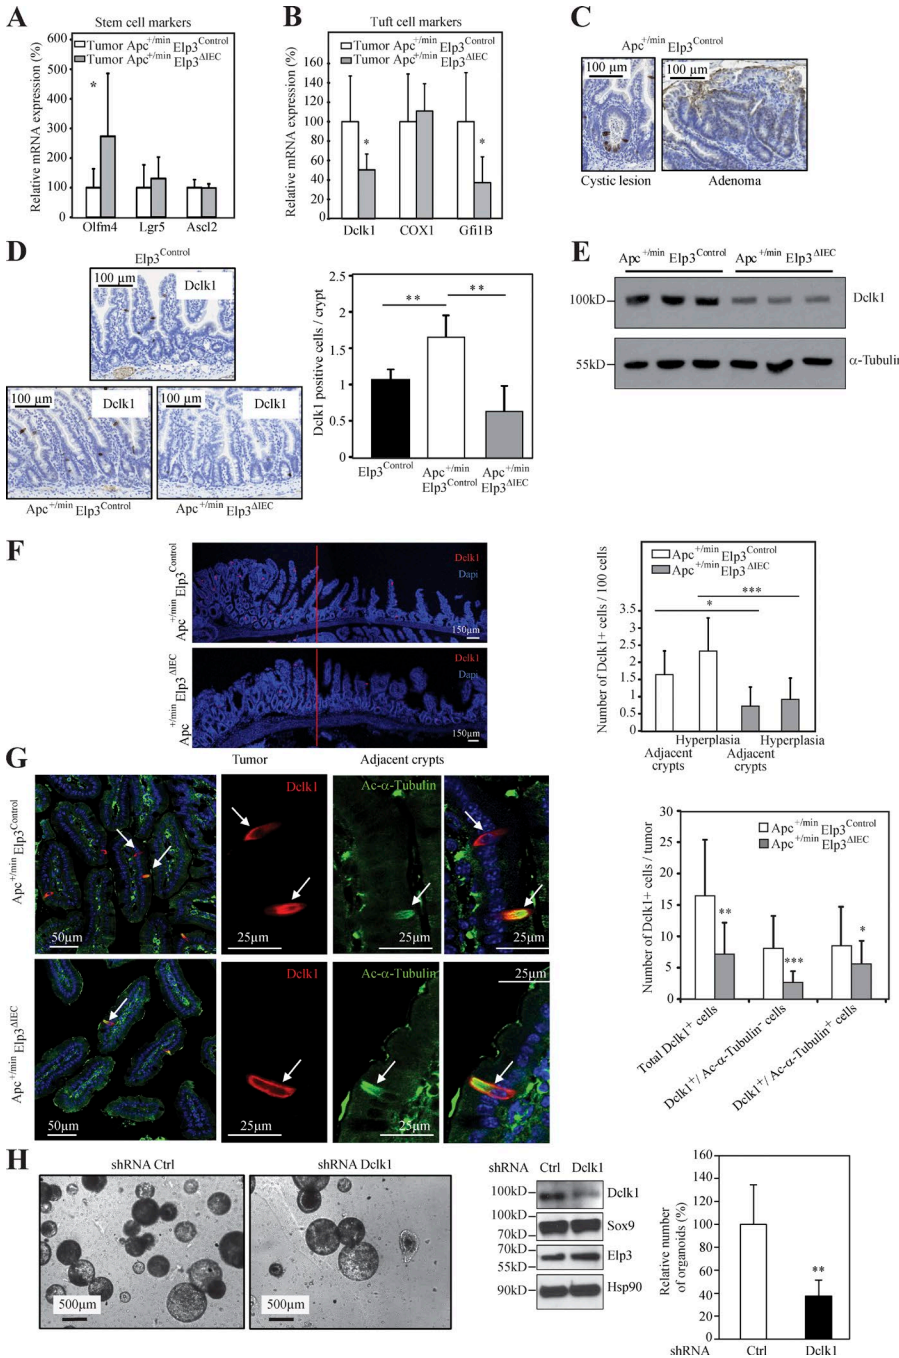 A
Stem cell markers
Tumor Apc+/min Elp3Control
Tumor Apc+/min Elp3ΔIEC
Relative mRNA expression (%)
600
500
400
300
200
100
0
*
Olfm4 Lgr5 Ascl2
B
Tuft cell markers
Tumor Apc+/min Elp3Control
Tumor Apc+/min Elp3ΔIEC
Relative mRNA expression (%)
160
140
120
100
80
60
40
20
0
* *
Dclk1 COX1 Gfi1B
C
Apc+/min Elp3Control
100 µm 100 µm
Cystic lesion Adenoma
D
Elp3Control
100 µm Dclk1
100 µm Dclk1
100 µm Dclk1
Apc+/min Elp3Control Apc+/min Elp3ΔIEC
Dclk1 positive cells / crypt
2.5
2
1.5
1
0.5
0
** **
Elp3Control Apc+/min Elp3Control Apc+/min Elp3ΔIEC
E
Apc+/min Elp3Control Apc+/min Elp3ΔIEC
100kD Dclk1
55kD α-Tubulin
F
Apc+/min Elp3Control
Dclk1
Dapi
150µm
Apc+/min Elp3ΔIEC
Dclk1
Dapi
150µm
Apc+/min Elp3Control
Apc+/min Elp3ΔIEC
Number of Dclk1+ cells / 100 cells
3.5
3
2.5
2
1.5
1
0.5
0
***
*
Hyperplasia Hyperplasia
Adjacent crypts Adjacent crypts
G
Tumor Adjacent crypts
Apc+/min Elp3Control
Dclk1 Ac-α-Tubulin
50µm 25µm 25µm 25µm
Apc+/min Elp3ΔIEC
Dclk1 Ac-α-Tubulin 25µm
50µm 25µm 25µm
Apc+/min Elp3Control
Apc+/min Elp3ΔIEC
Number of Dclk1+ cells / tumor
30
25
20
15
10
5
0
** *** *
Total Dclk1+ cells
Dclk1+/ Ac-α-Tubulin- cells
Dclk1+/ Ac-α-Tubulin+ cells
H
shRNA Ctrl shRNA Dclk1
500µm 500µm
shRNA Ctrl Dclk1
100kD Dclk1
100kD
70kD Sox9
70kD
55kD Elp3
90kD Hsp90
Relative number of organoids (%)
160
140
120
100
80
60
40
20
0
**
shRNA Ctrl Dclk1